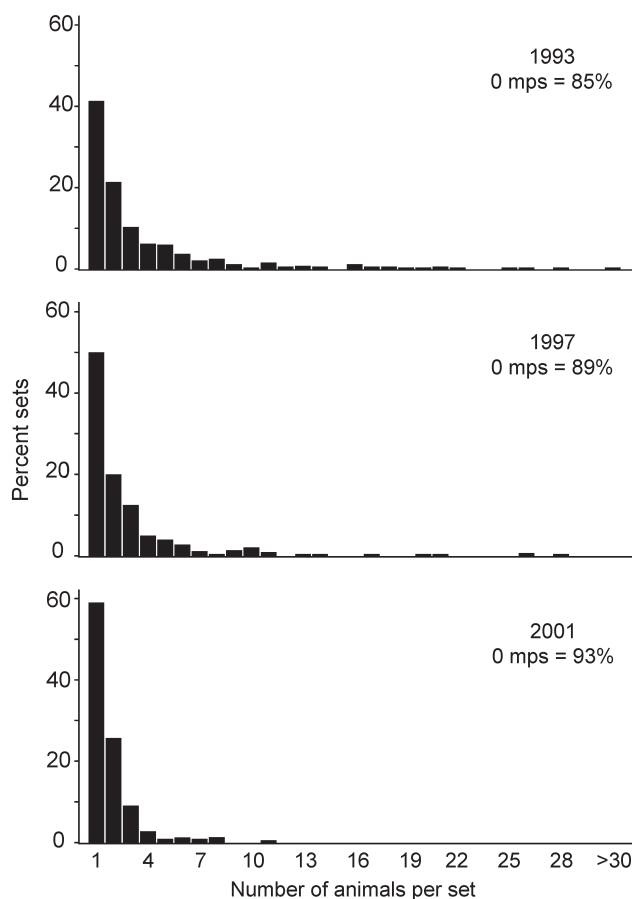 60
40
20
0
1993
0 mps = 85%
60
40
20
0
1997
0 mps = 89%
Percent sets
60
40
20
0
2001
0 mps = 93%
1 4 7 10 13 16 19 22 25 28 >30
Number of animals per set